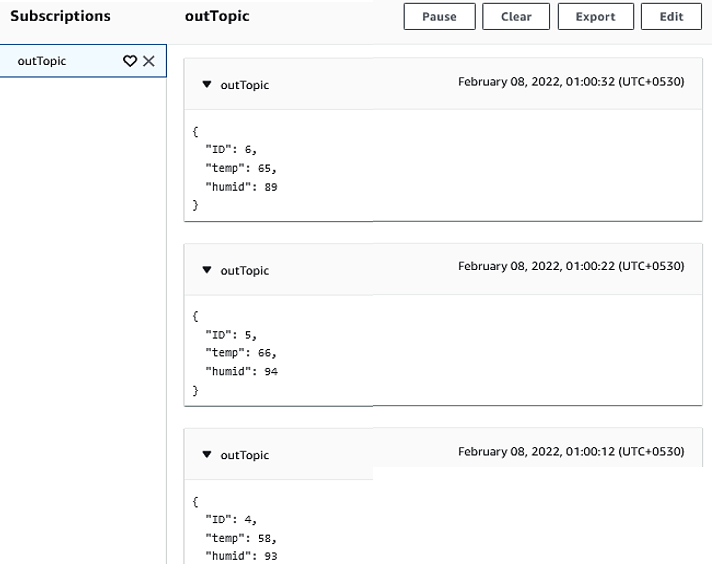 Subscriptions
outTopic
Pause
Clear
Export
Edit
outTopic
outTopic
February 08, 2022, 01:00:32 (UTC+0530)
{
"ID": 6,
"temp": 65,
"humid": 89
}
outTopic
February 08, 2022, 01:00:22 (UTC+0530)
{
"ID": 5,
"temp": 66,
"humid": 94
}
outTopic
February 08, 2022, 01:00:12 (UTC+0530)
{
"ID": 4,
"temp": 58,
"humid": 93